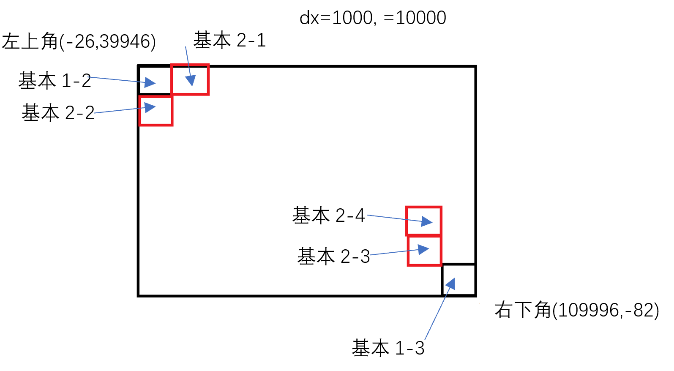 dx=1000, =10000
左上角(-26,39946)
基本 2-1
基本 1-2
基本 2-2
基本 2-4
基本 2-3
右下角(109996,-82)
基本 1-3